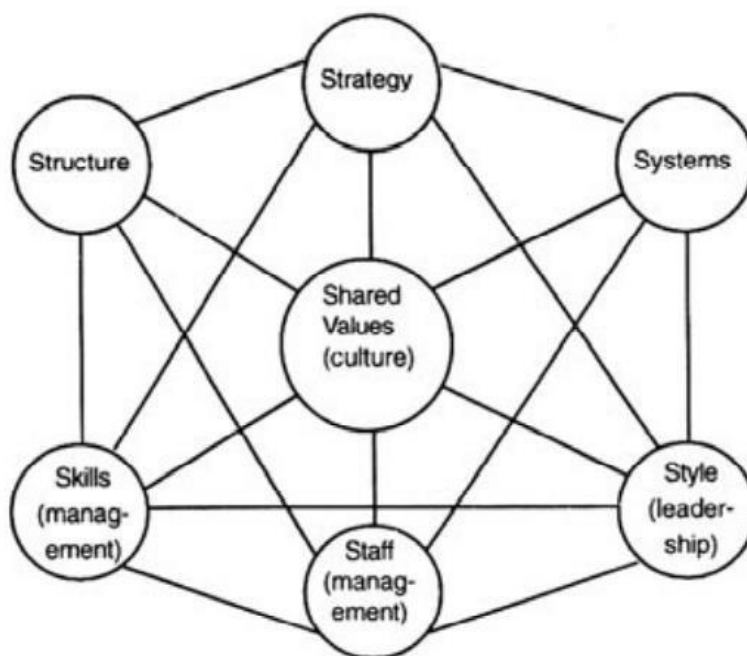 Strategy
Structure
Systems
Shared
Values
(culture)
Skills
(manag-
ement)
Style
(leader-
ship)
Staff
(manag-
ement)